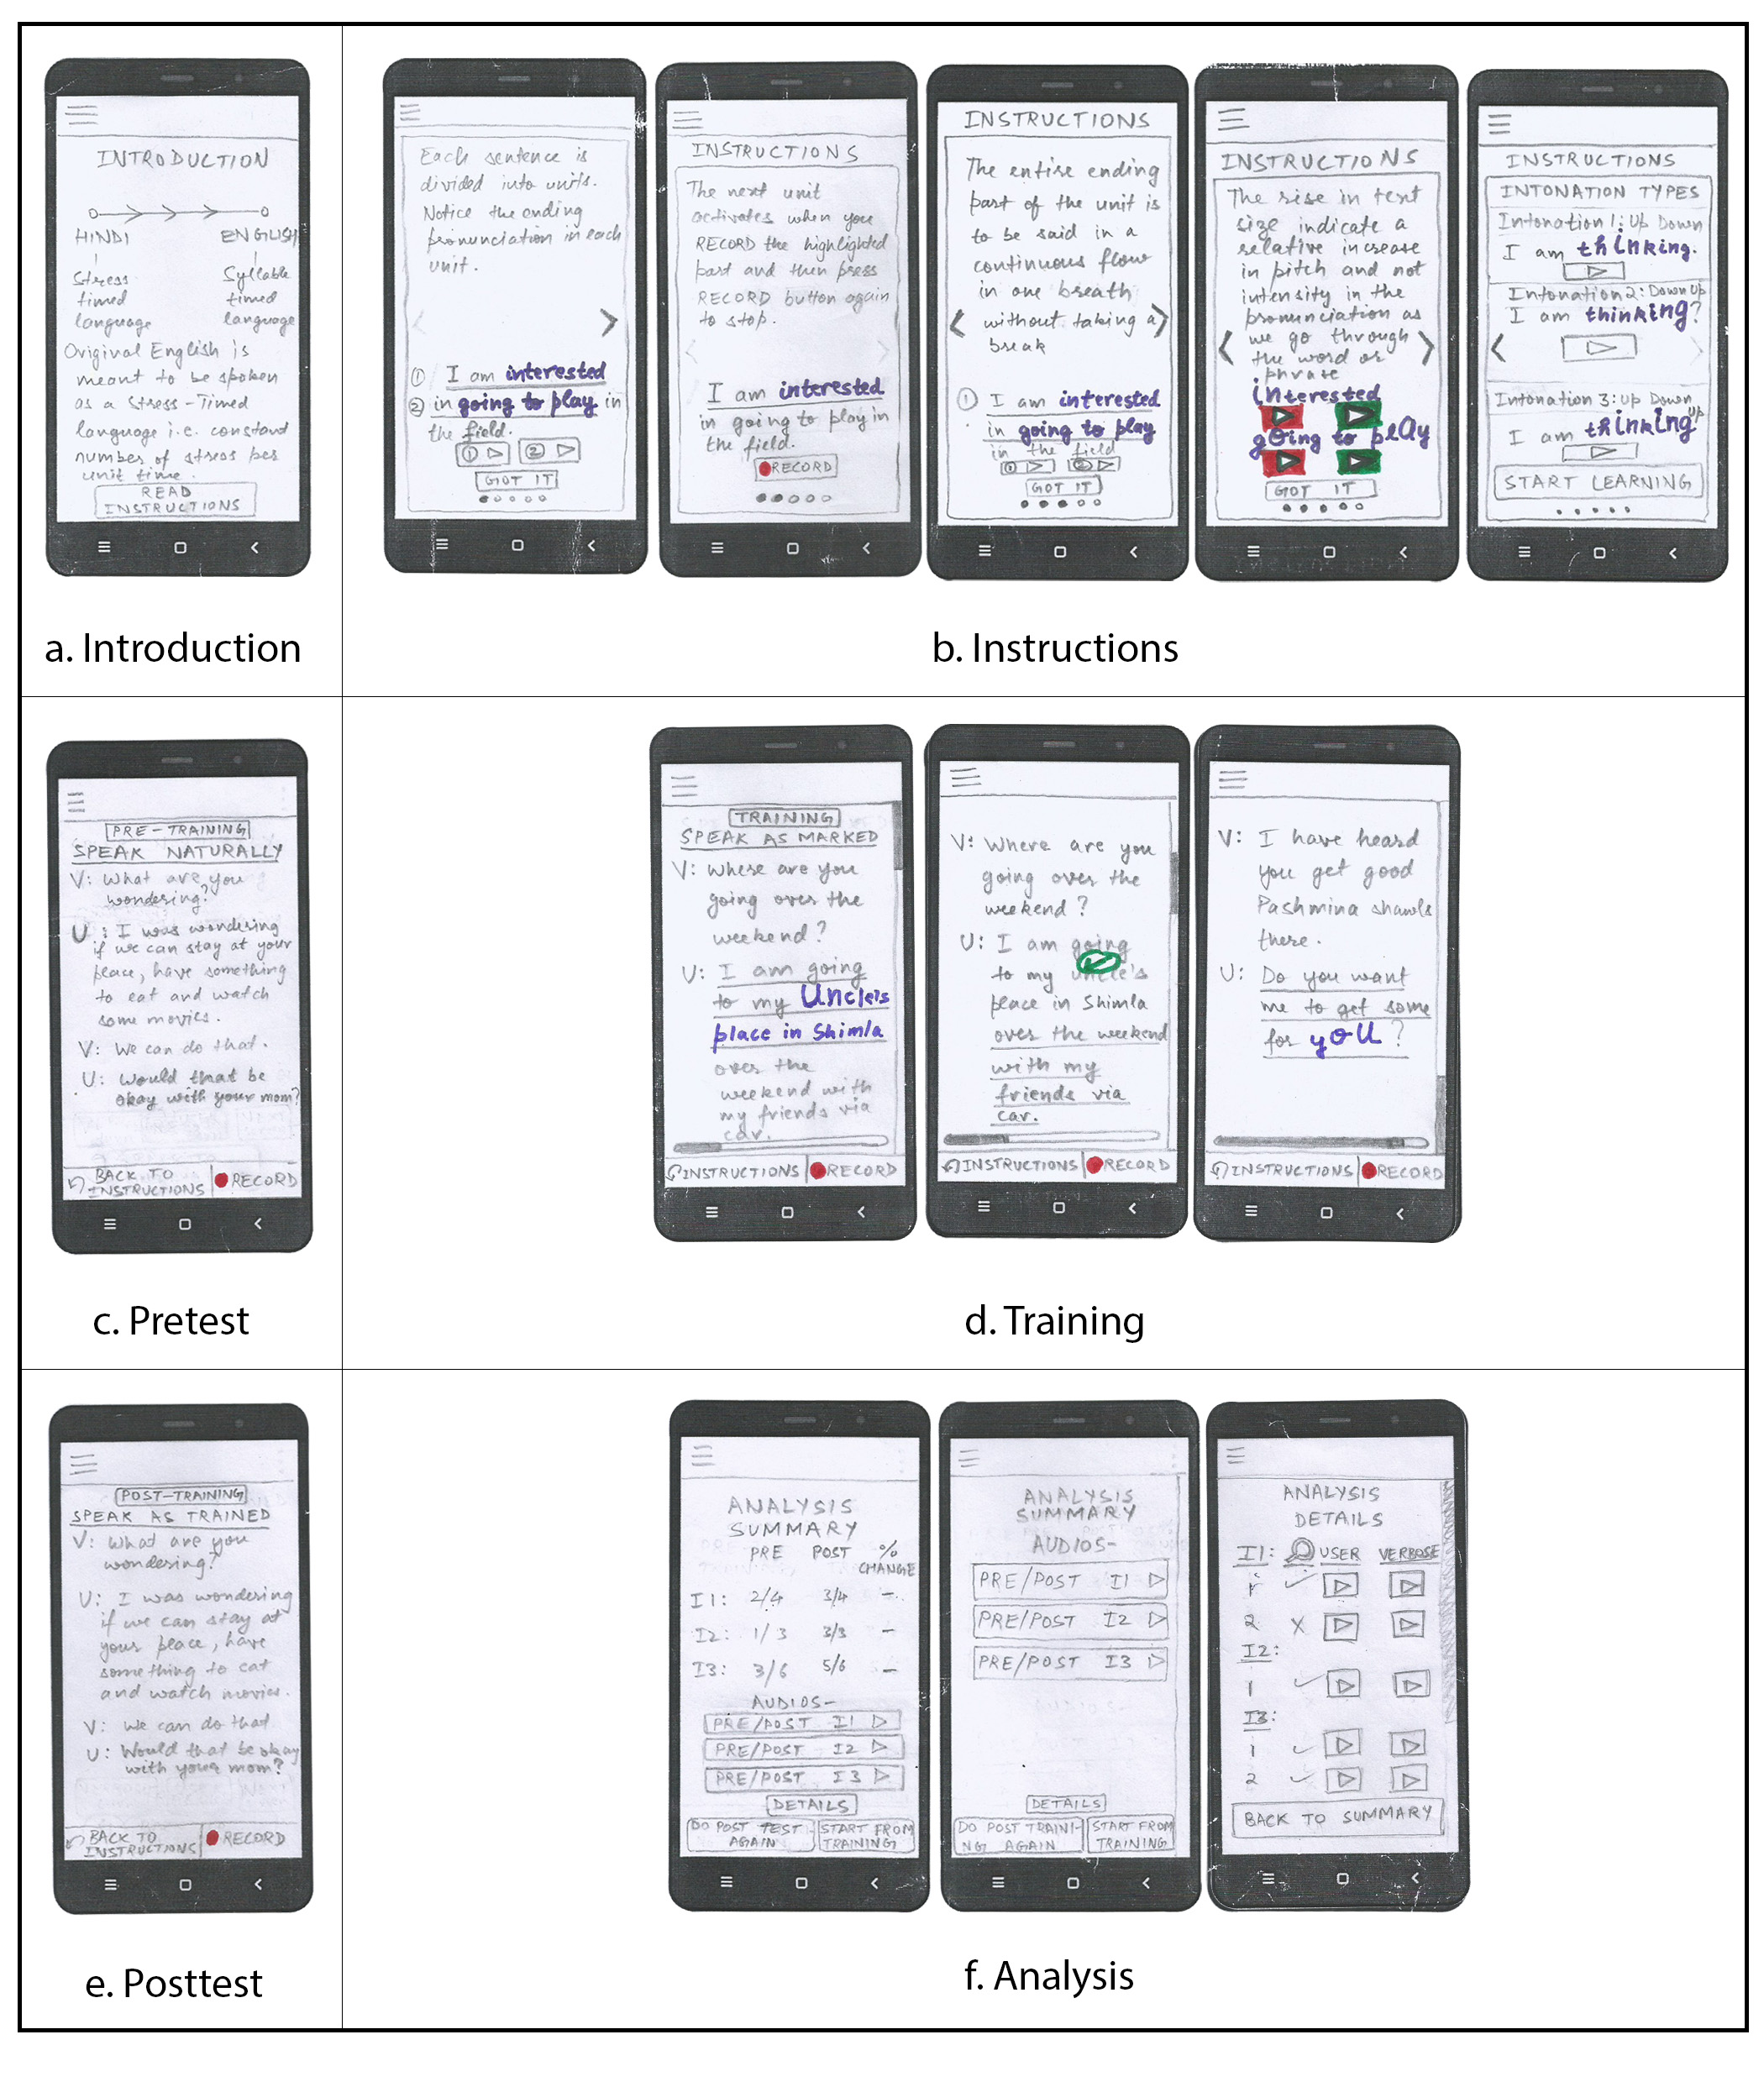 INTRODUCTION
HINDI ENGLISH
Stress Syllable
timed timed
language language
Original English is
meant to be spoken
as a Stress-Timed
language i.e. constant
number of stress per
unit time.
READ
INSTRUCTIONS
Each sentence is
divided into units.
Notice the ending
pronunciation in each
unit.
① I am interested
② in going to play in
the field.
① ②
GOT IT
INSTRUCTIONS
The next unit
activates when you
RECORD the highlighted
part and then press
RECORD button again
to stop.
I am interested
in going to play in
the field.
RECORD
INSTRUCTIONS
The entire ending
part of the unit is
to be said in a
continuous flow
in one breath
without taking a
break
① I am interested
in going to play
in the field
① ②
GOT IT
INSTRUCTIONS
The rise in text
size indicate a
relative increase
in pitch and not
intensity in the
pronunciation as
we go through
the word or
phrase
interested
going to play
GOT IT
INSTRUCTIONS
INTONATION TYPES
Intonation 1: Up Down
I am thinking.
Intonation 2: Down Up
I am thinking?
Intonation 3: Up Down
Up
I am thinking
START LEARNING
a. Introduction
b. Instructions
PRE-TRAINING
SPEAK NATURALLY
V: What are you
wondering?
U: I was wondering
if we can stay at your
place, have something
to eat and watch
some movies.
V: We can do that.
U: Would that be
okay with your mom?
BACK TO
INSTRUCTIONS
RECORD
TRAINING
SPEAK AS MARKED
V: Where are you
going over the
weekend?
U: I am going
to my Uncle's
place in Shimla
over the
weekend with
my friends via
car.
INSTRUCTIONS RECORD
V: Where are you
going over the
weekend?
U: I am going
to my uncle's
place in Shimla
over the weekend
with my
friends via
car.
INSTRUCTIONS RECORD
V: I have heard
you get good
Pashmina shawls
there.
U: Do you want
me to get some
for you?
INSTRUCTIONS RECORD
c. Pretest
d. Training
POST-TRAINING
SPEAK AS TRAINED
V: What are you
wondering?
U: I was wondering
if we can stay at
your place, have
something to eat
and watch movies.
V: We can do that
U: Would that be okay
with your mom?
BACK TO
INSTRUCTIONS
RECORD
ANALYSIS
SUMMARY
PRE POST %
CHANGE
I1: 2/4 3/4 -
I2: 1/3 3/3 -
I3: 3/6 5/6 -
AUDIOS-
PRE/POST I1
PRE/POST I2
PRE/POST I3
DETAILS
DO POST TEST
AGAIN
START FROM
TRAINING
ANALYSIS
SUMMARY
AUDIOS-
PRE/POST I1
PRE/POST I2
PRE/POST I3
DETAILS
DO POST TRAINI-
NG AGAIN
START FROM
TRAINING
ANALYSIS
DETAILS
I1: USER VERBOSE
1
2
I2:
1
I3:
1
2
BACK TO SUMMARY
e. Posttest
f. Analysis